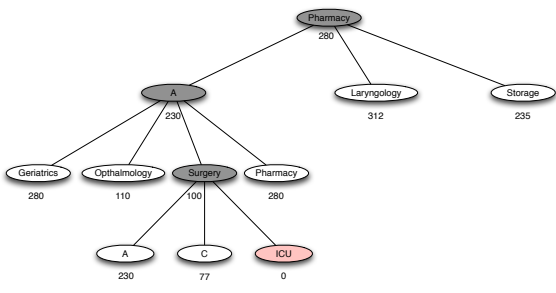 Pharmacy
280
A
230
Laryngology
312
Storage
235
Geriatrics
280
Opthalmology
110
Surgery
100
Pharmacy
280
A
230
C
77
ICU
0